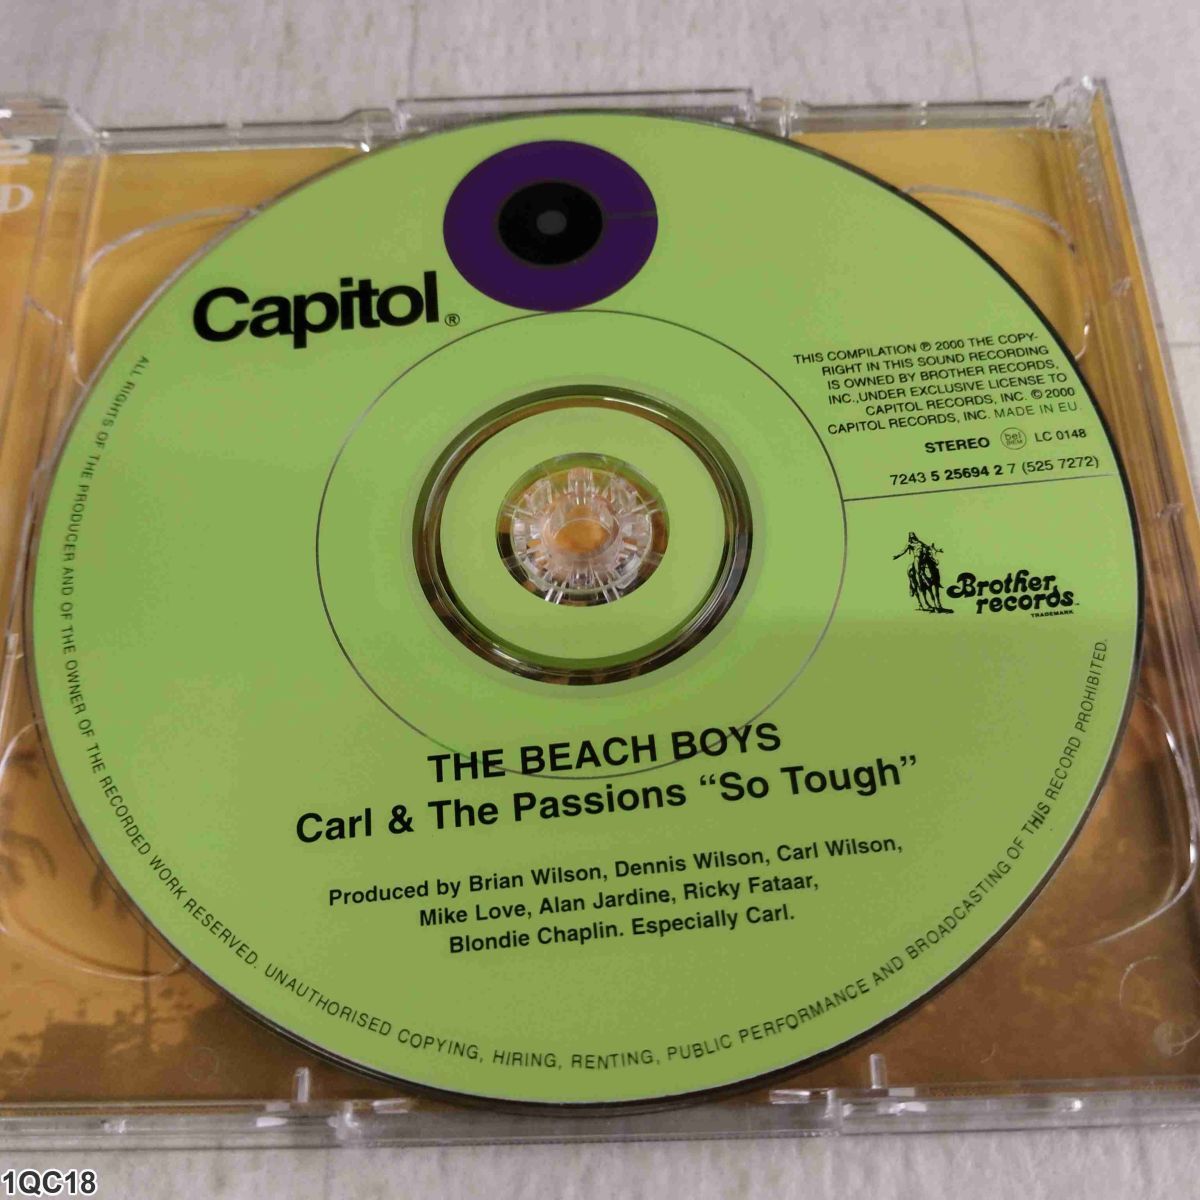 Capitol®
THIS COMPILATION ℗ 2000 THE COPY-
RIGHT IN THIS SOUND RECORDING
IS OWNED BY BROTHER RECORDS,
INC.,UNDER EXCLUSIVE LICENSE TO
CAPITOL RECORDS, INC. © 2000
CAPITOL RECORDS, INC. MADE IN EU.
STEREO bel BIEM LC 0148
7243 5 25694 2 7 (525 7272)
Brother
records™
TRADEMARK
THE BEACH BOYS
Carl & The Passions “So Tough”
Produced by Brian Wilson, Dennis Wilson, Carl Wilson,
Mike Love, Alan Jardine, Ricky Fataar,
Blondie Chaplin. Especially Carl.
ALL RIGHTS OF THE PRODUCER AND OF THE OWNER OF THE RECORDED WORK RESERVED. UNAUTHORISED COPYING, HIRING, RENTING, PUBLIC PERFORMANCE AND BROADCASTING OF THIS RECORD PROHIBITED.
1QC18